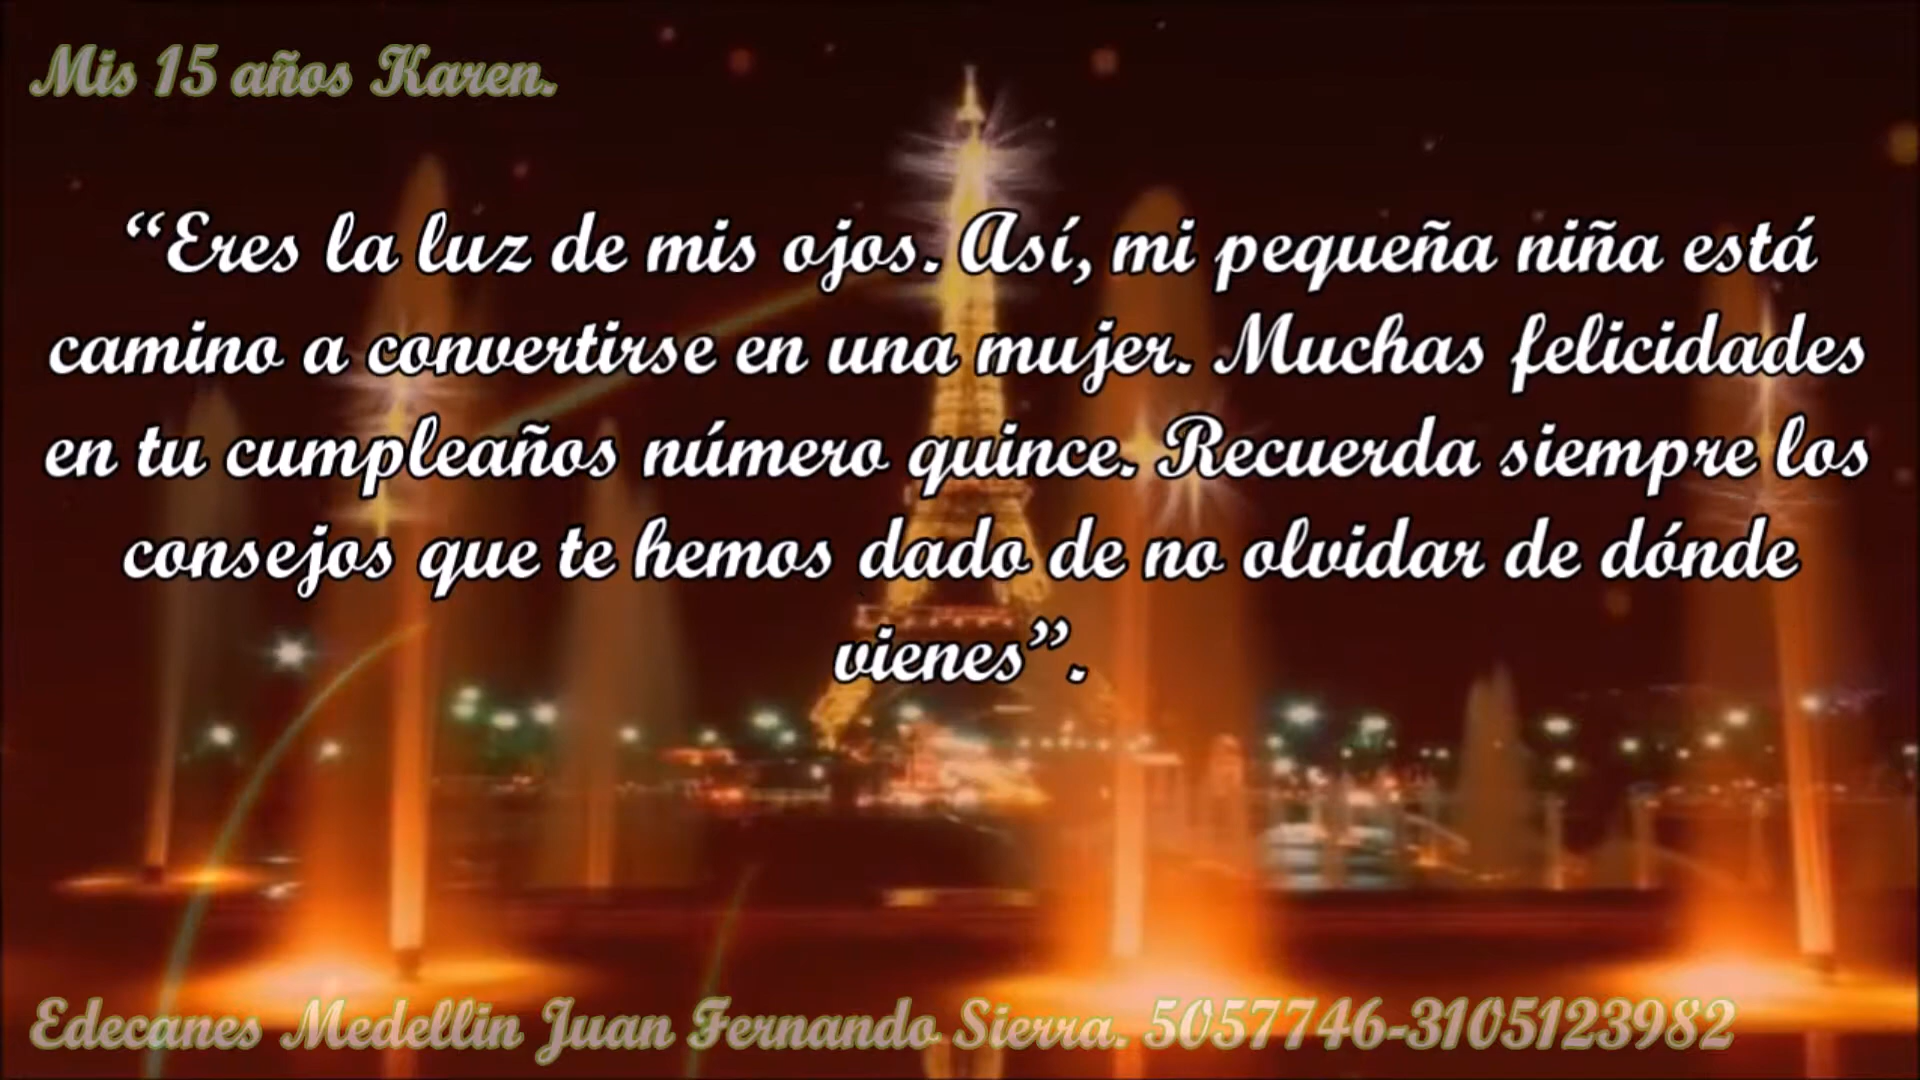 Mis 15 años Karen.
“Eres la luz de mis ojos. Así, mi pequeña niña está
camino a convertirse en una mujer. Muchas felicidades
en tu cumpleaños número quince. Recuerda siempre los
consejos que te hemos dado de no olvidar de dónde
vienes”.
Edecanes Medellin Juan Fernando Sierra. 5057746-3105123982